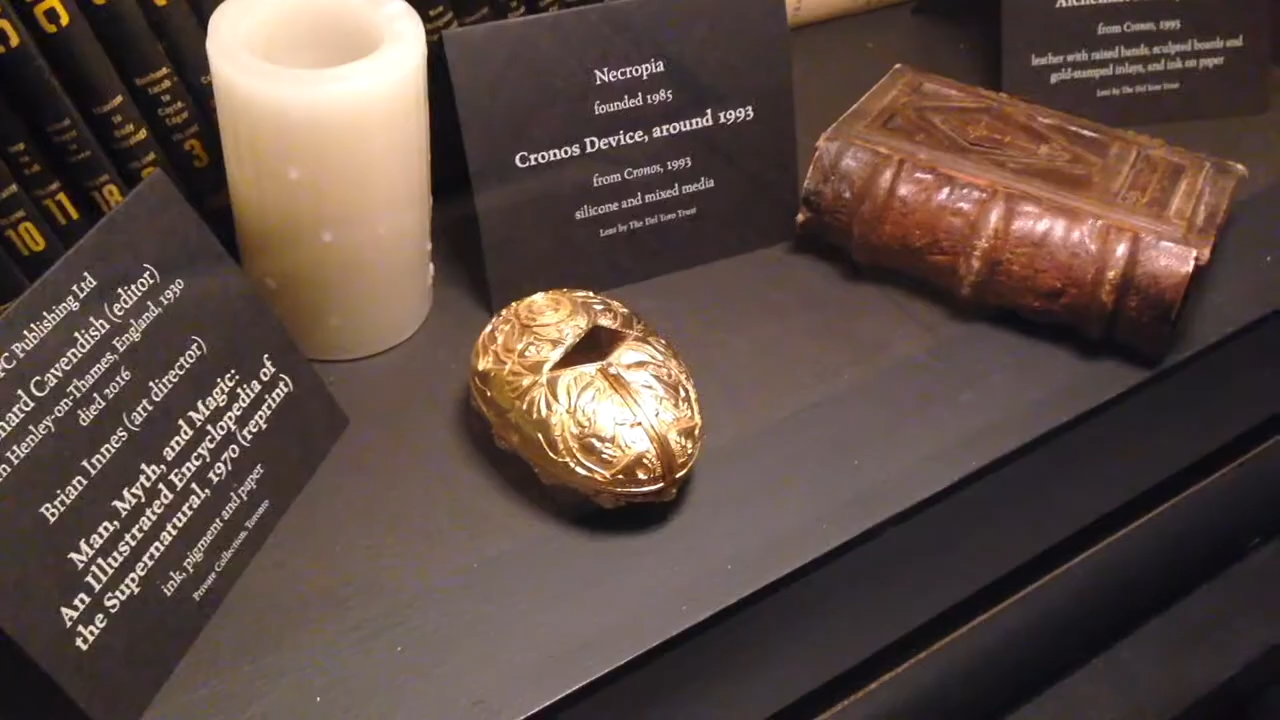 10
11
18
3
PC Publishing Ltd
hard Cavendish (editor)
n Henley-on-Thames, England, 1930
died 2016
Brian Innes (art director)
Man, Myth, and Magic:
An Illustrated Encyclopedia of
the Supernatural, 1970 (reprint)
ink, pigment and paper
Private Collection, Toronto
Necropia
founded 1985
Cronos Device, around 1993
from Cronos, 1993
silicone and mixed media
Lent by The Del Toro Trust
from Cronos, 1993
leather with raised bands, sculpted boards and
gold-stamped inlays, and ink on paper
Lent by The Del Toro Trust